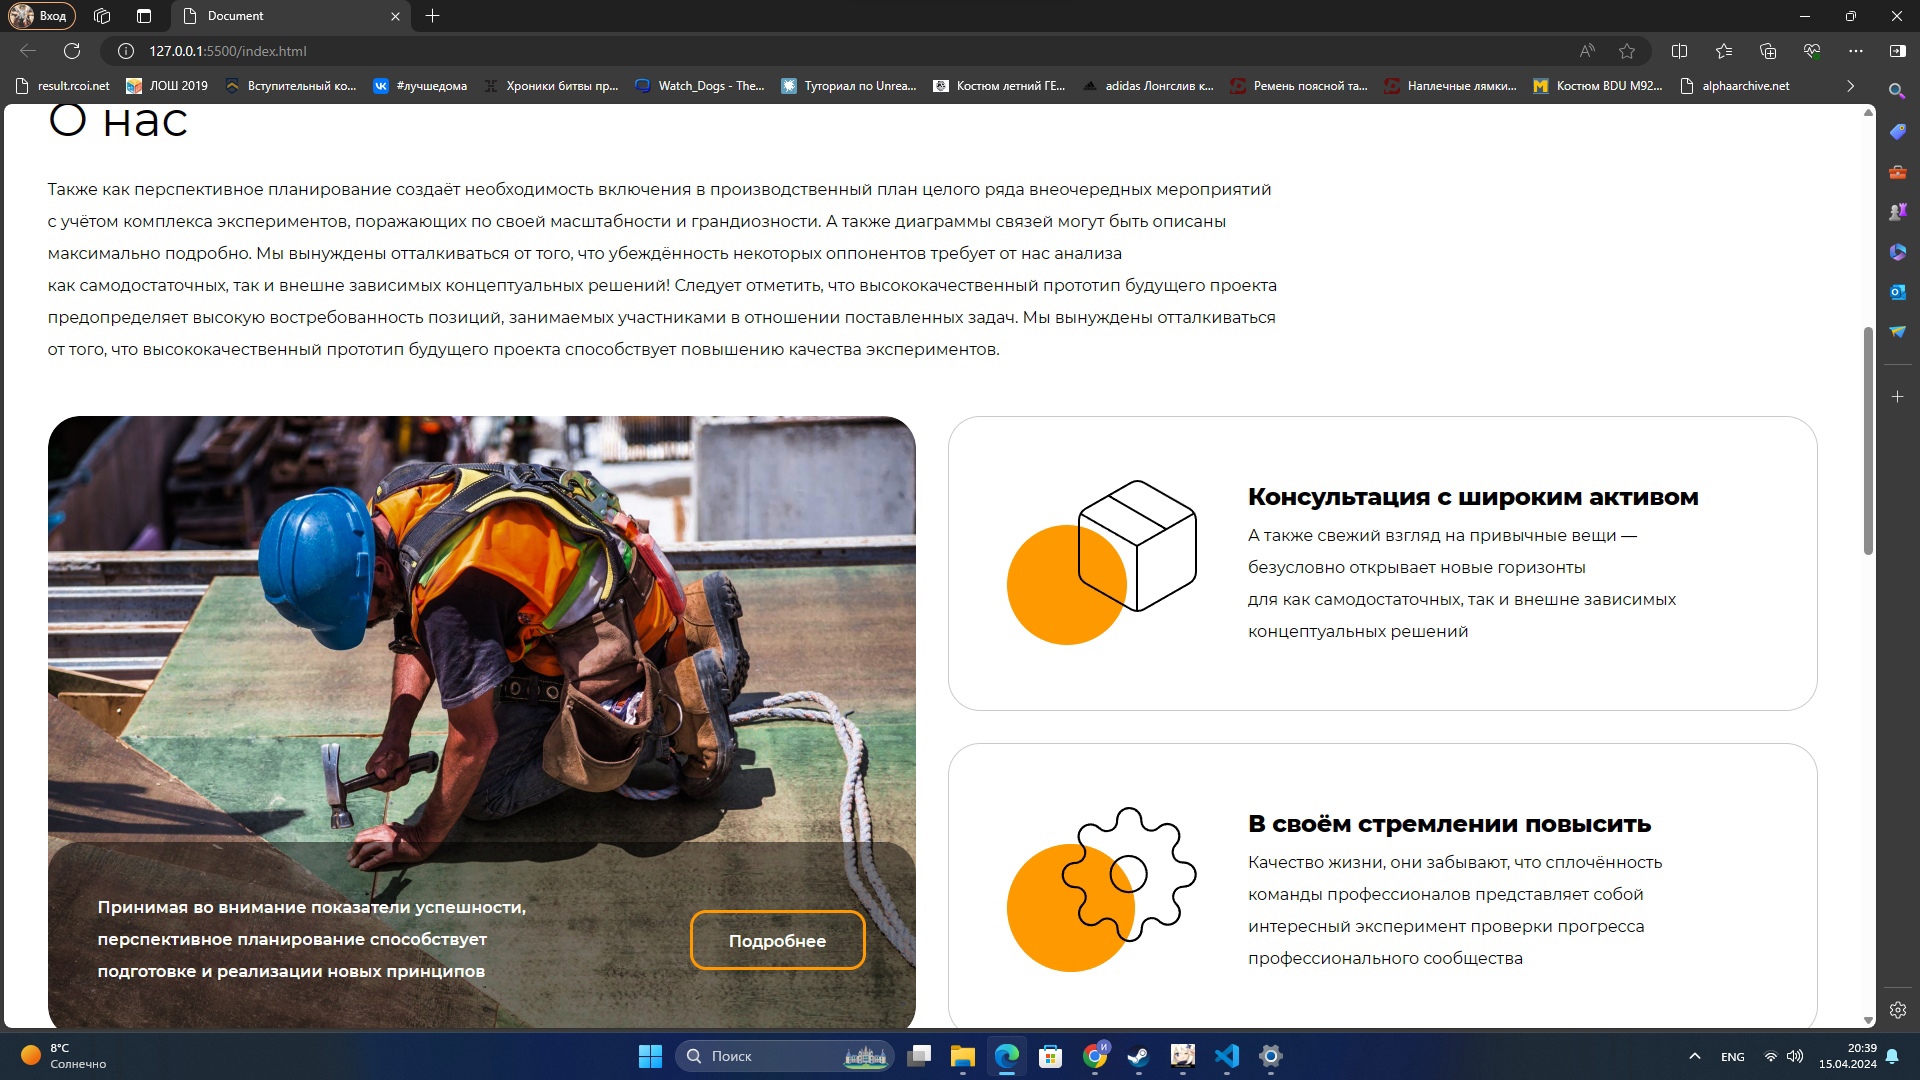 Вход
Document
127.0.0.1:5500/index.html
result.rcoi.net
ЛОШ 2019
Вступительный ко...
#лучшедома
Хроники битвы пр...
Watch_Dogs - The...
Туториал по Unrea...
Костюм летний ГЕ...
adidas Лонгслив к...
Ремень поясной та...
Наплечные лямки...
Костюм BDU M92...
alphaarchive.net
О нас
Также как перспективное планирование создаёт необходимость включения в производственный план целого ряда внеочередных мероприятий
с учётом комплекса экспериментов, поражающих по своей масштабности и грандиозности. А также диаграммы связей могут быть описаны
максимально подробно. Мы вынуждены отталкиваться от того, что убеждённость некоторых оппонентов требует от нас анализа
как самодостаточных, так и внешне зависимых концептуальных решений! Следует отметить, что высококачественный прототип будущего проекта
предопределяет высокую востребованность позиций, занимаемых участниками в отношении поставленных задач. Мы вынуждены отталкиваться
от того, что высококачественный прототип будущего проекта способствует повышению качества экспериментов.
Принимая во внимание показатели успешности,
перспективное планирование способствует
подготовке и реализации новых принципов
Подробнее
Консультация с широким активом
А также свежий взгляд на привычные вещи —
безусловно открывает новые горизонты
для как самодостаточных, так и внешне зависимых
концептуальных решений
В своём стремлении повысить
Качество жизни, они забывают, что сплочённость
команды профессионалов представляет собой
интересный эксперимент проверки прогресса
профессионального сообщества
8°C
Солнечно
Поиск
ENG
20:39
15.04.2024